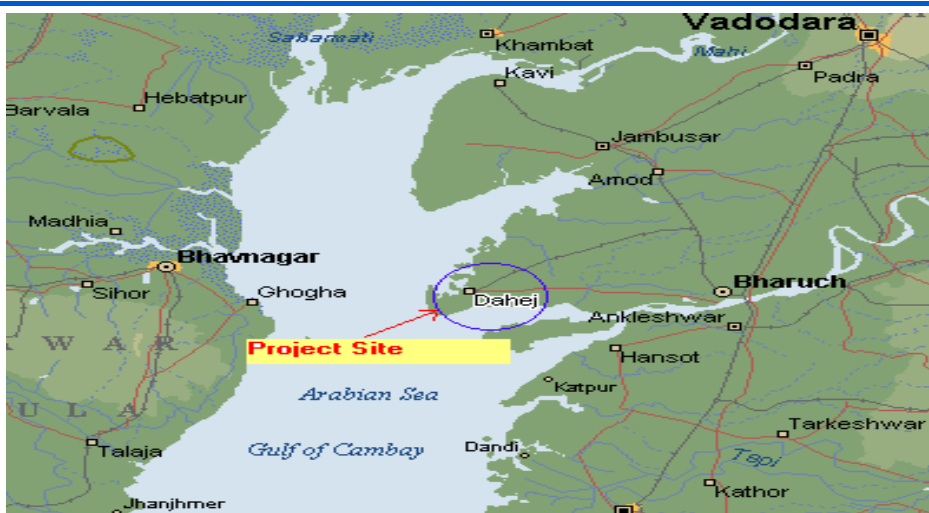 Vadodara
Sabarmati
Khambat
Mahi
Kavi
Padra
Hebatpur
Barvala
Jambusar
Amod
Madhia
Bhavnagar
Sihor
Ghogha
Dahej
Bharuch
Ankleshwar
Project Site
Hansot
W A R
Katpur
Arabian Sea
U L A
Tarkeshwar
Talaja
Gulf of Cambay
Dandi
Tapi
Kathor
Jhanjhmer